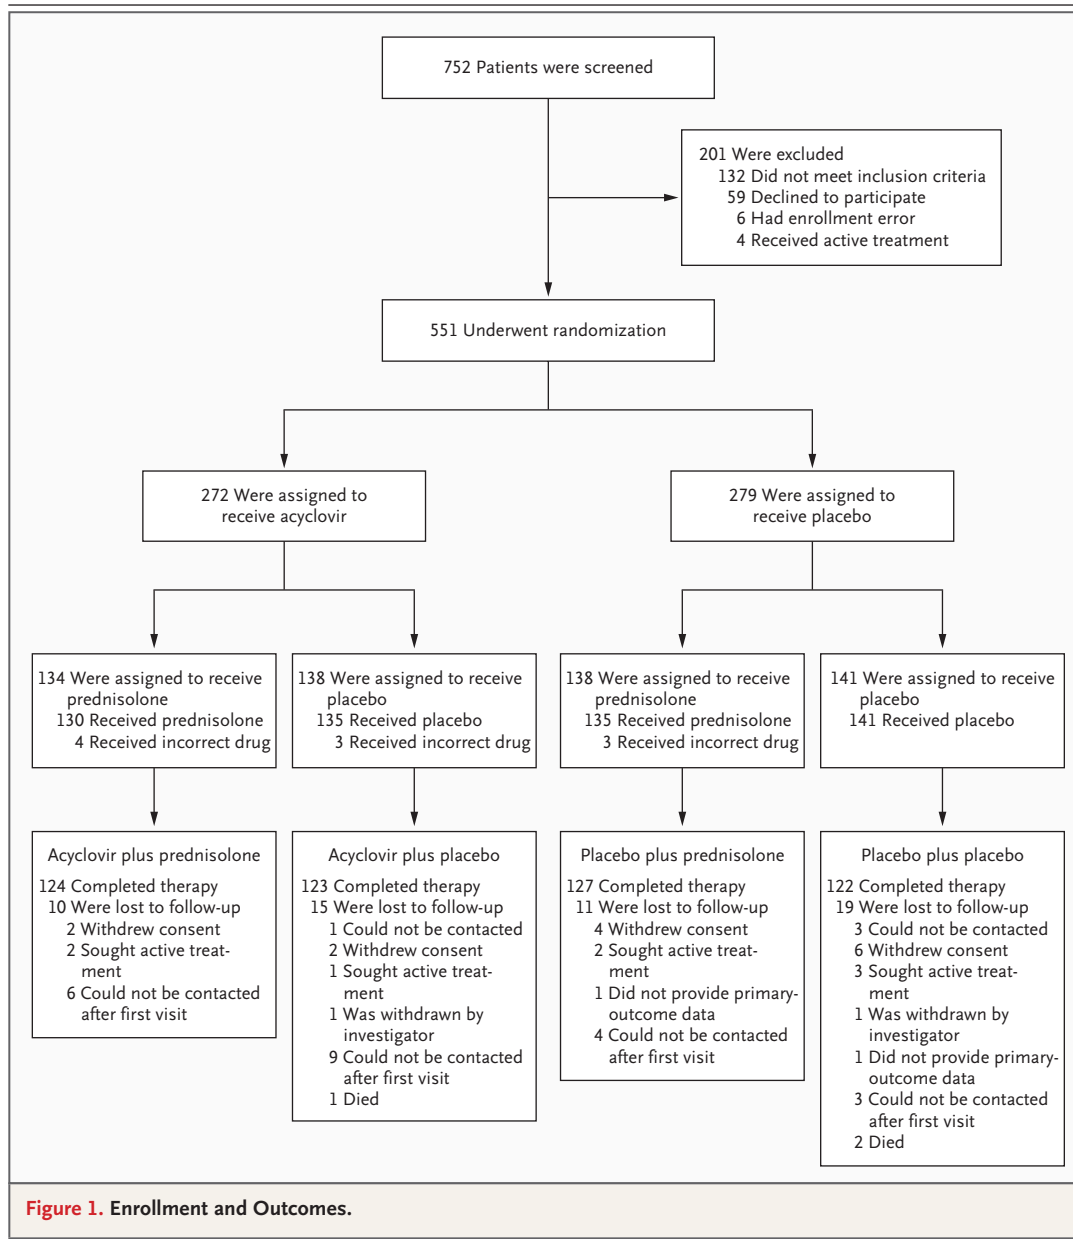 752 Patients were screened
201 Were excluded
132 Did not meet inclusion criteria
59 Declined to participate
6 Had enrollment error
4 Received active treatment
551 Underwent randomization
272 Were assigned to
receive acyclovir
279 Were assigned to
receive placebo
134 Were assigned to receive
prednisolone
130 Received prednisolone
4 Received incorrect drug
138 Were assigned to receive
placebo
135 Received placebo
3 Received incorrect drug
138 Were assigned to receive
prednisolone
135 Received prednisolone
3 Received incorrect drug
141 Were assigned to receive
placebo
141 Received placebo
Acyclovir plus prednisolone
124 Completed therapy
10 Were lost to follow-up
2 Withdrew consent
2 Sought active treat-
ment
6 Could not be contacted
after first visit
Acyclovir plus placebo
123 Completed therapy
15 Were lost to follow-up
1 Could not be contacted
2 Withdrew consent
1 Sought active treat-
ment
1 Was withdrawn by
investigator
9 Could not be contacted
after first visit
1 Died
Placebo plus prednisolone
127 Completed therapy
11 Were lost to follow-up
4 Withdrew consent
2 Sought active treat-
ment
1 Did not provide primary-
outcome data
4 Could not be contacted
after first visit
Placebo plus placebo
122 Completed therapy
19 Were lost to follow-up
3 Could not be contacted
6 Withdrew consent
3 Sought active treat-
ment
1 Was withdrawn by
investigator
1 Did not provide primary-
outcome data
3 Could not be contacted
after first visit
2 Died
Figure 1. Enrollment and Outcomes.